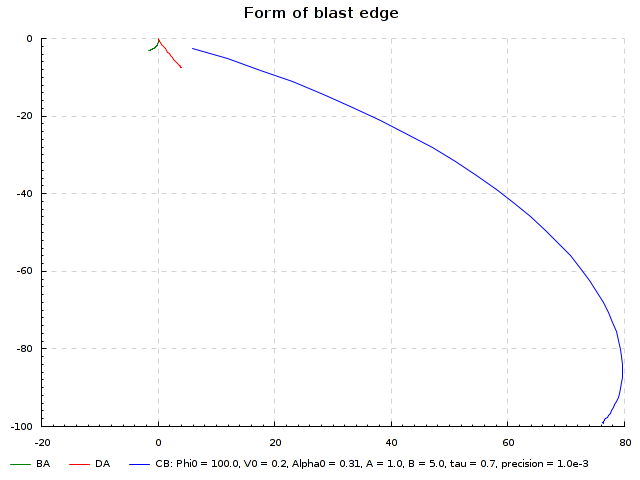 Form of blast edge
0
-20
-40
-60
-80
-100
-20 0 20 40 60 80
BA DA CB: Phi0 = 100.0, V0 = 0.2, Alpha0 = 0.31, A = 1.0, B = 5.0, tau = 0.7, precision = 1.0e-3